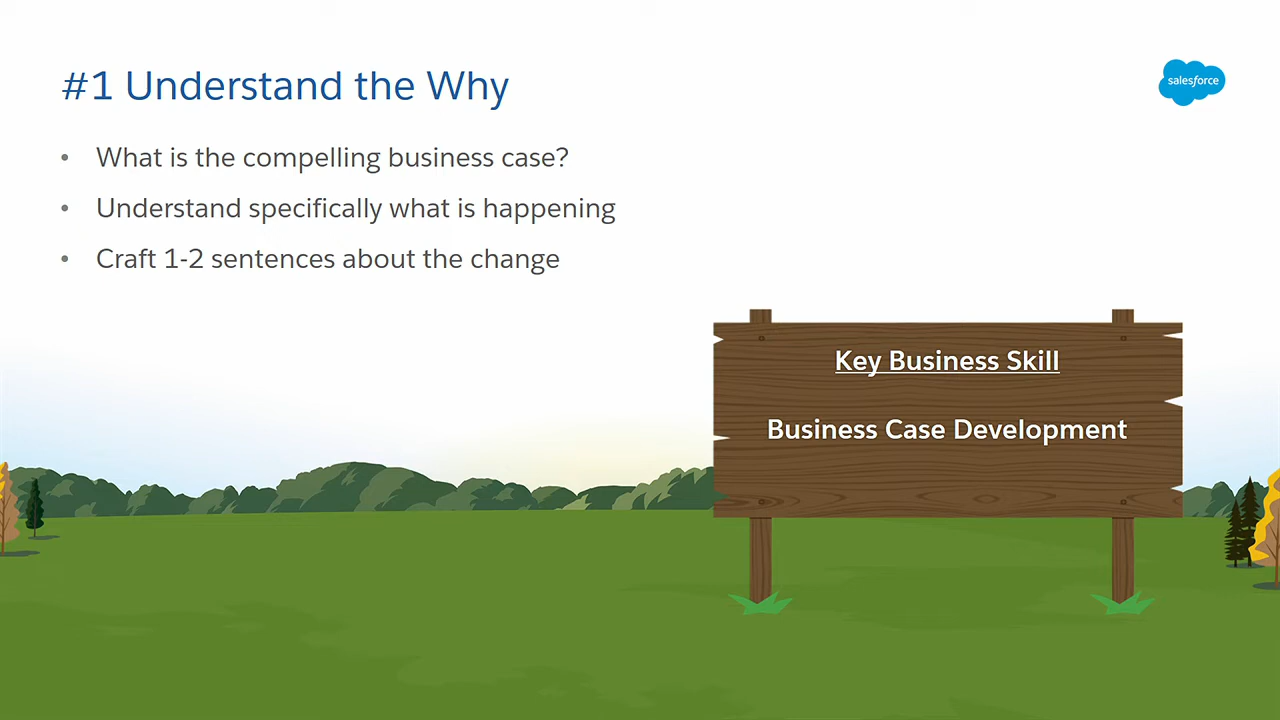 #1 Understand the Why
salesforce
• What is the compelling business case?
• Understand specifically what is happening
• Craft 1-2 sentences about the change
Key Business Skill
Business Case Development